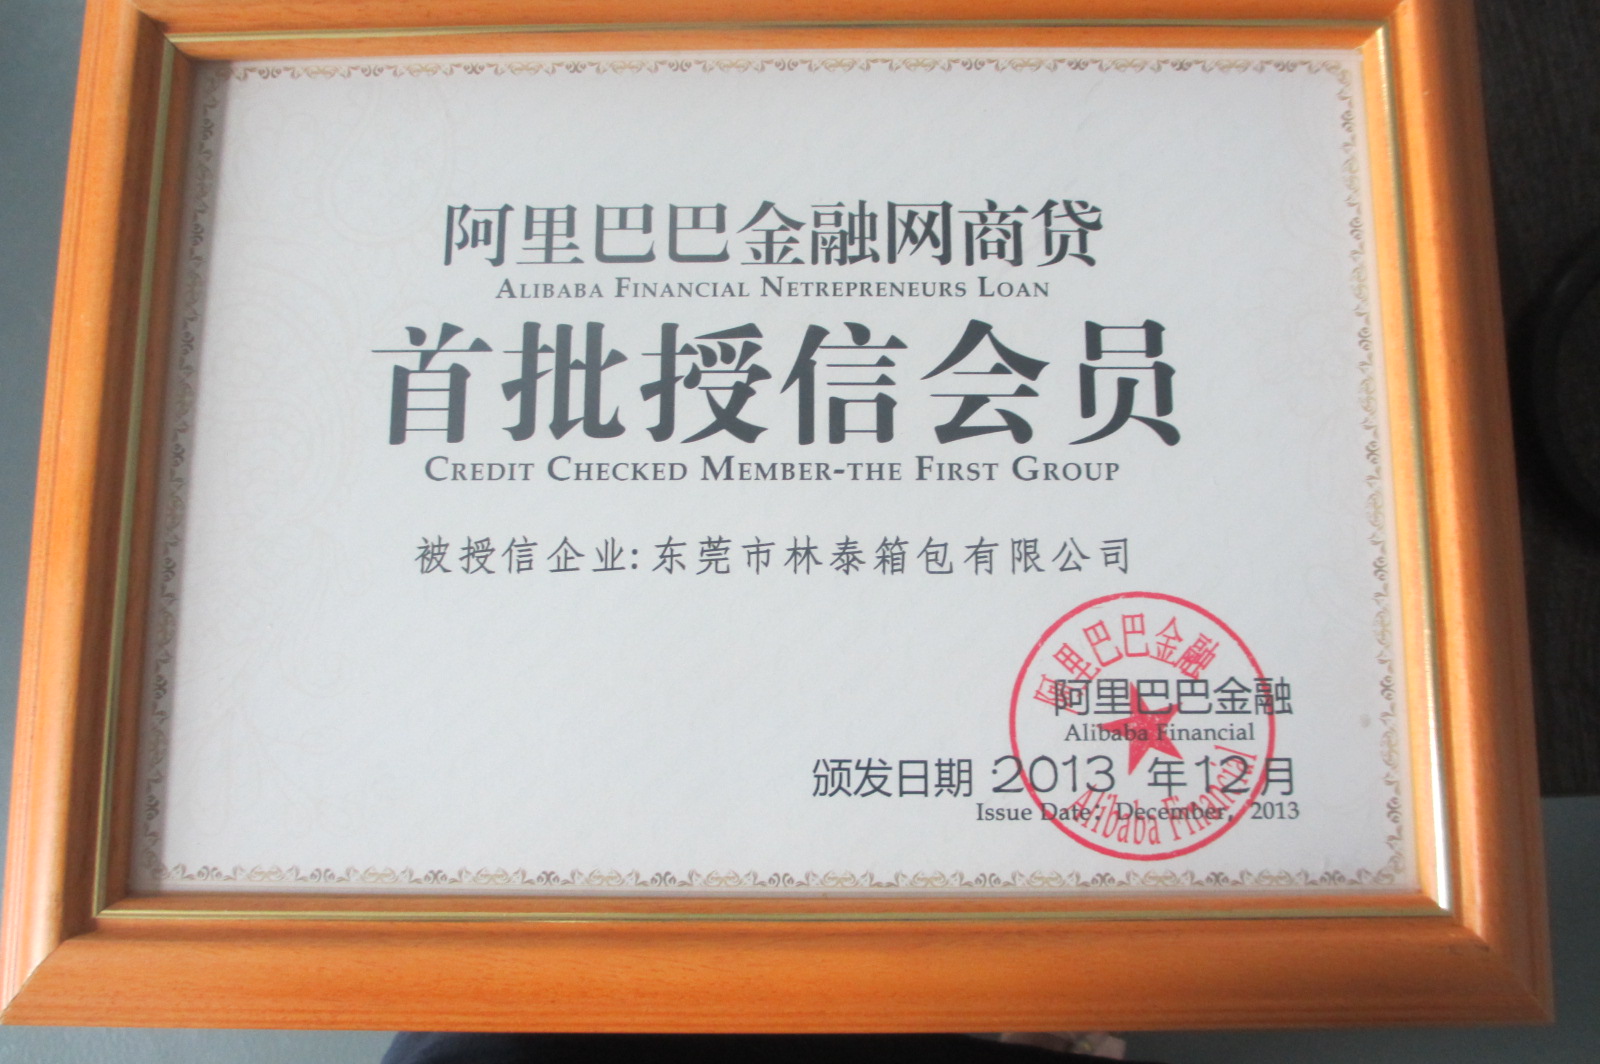 阿里巴巴金融网商贷
ALIBABA FINANCIAL NETREPRENEURS LOAN
首批授信会员
CREDIT CHECKED MEMBER-THE FIRST GROUP
被授信企业:东莞市林泰箱包有限公司
阿里巴巴金融
阿里巴巴金融
Alibaba Financial
颁发日期:2013 年12月
Issue Date: December, 2013
Alibaba Financial